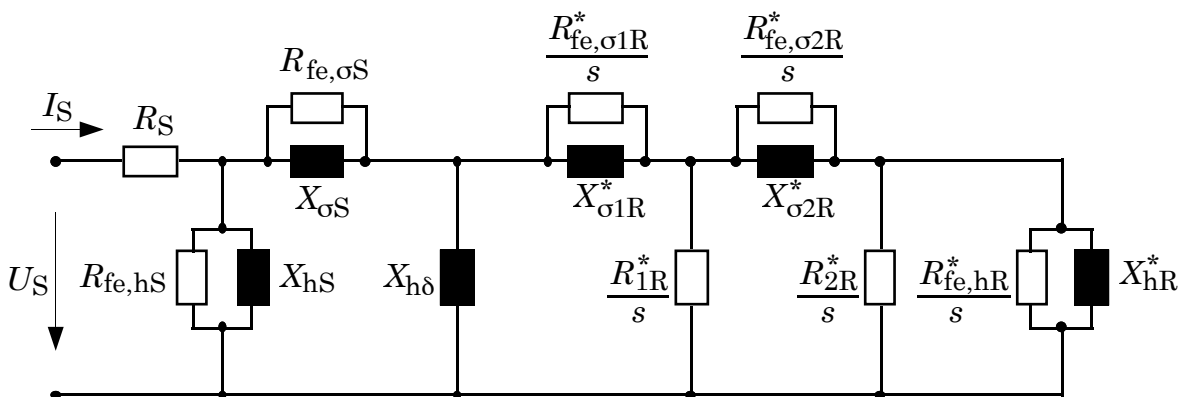 R*fe,σ1R
s
R*fe,σ2R
s
Rfe,σS
IS
RS
XσS
X*σ1R
X*σ2R
US
Rfe,hS
XhS
Xhδ
R*1R
s
R*2R
s
R*fe,hR
s
X*hR